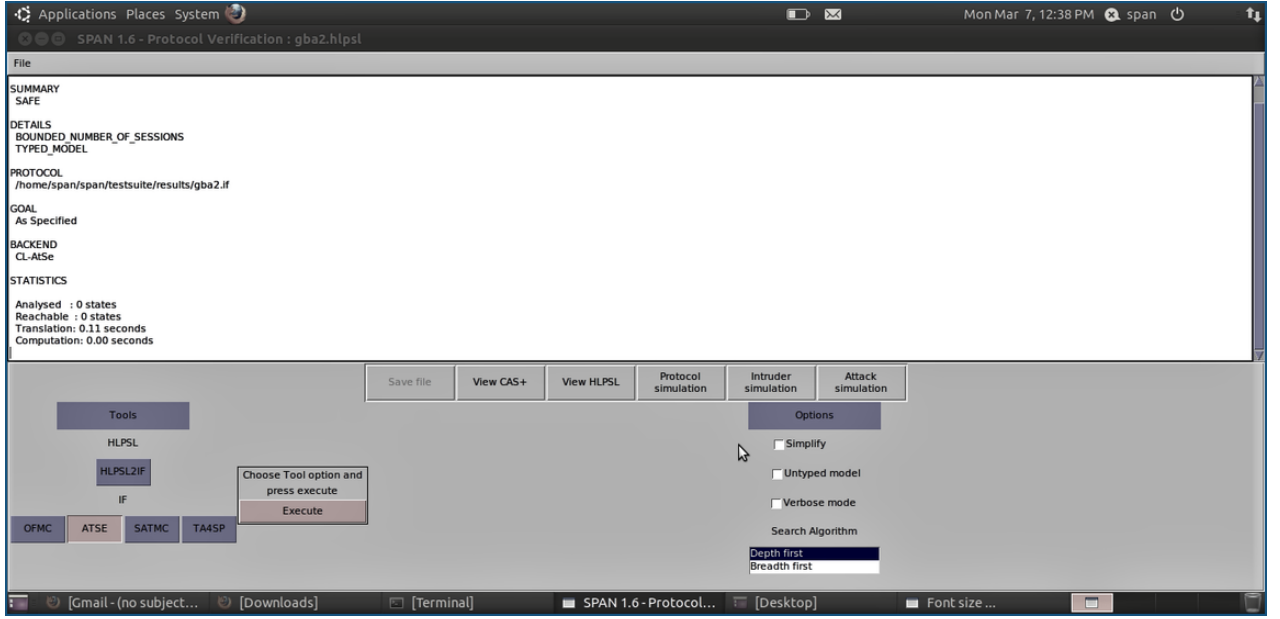 Applications Places System Mon Mar 7, 12:38 PM span
SPAN 1.6 - Protocol Verification : gba2.hlpsl
File
SUMMARY
SAFE
DETAILS
BOUNDED_NUMBER_OF_SESSIONS
TYPED_MODEL
PROTOCOL
/home/span/span/testsuite/results/gba2.if
GOAL
As Specified
BACKEND
CL-AtSe
STATISTICS
Analysed : 0 states
Reachable : 0 states
Translation: 0.11 seconds
Computation: 0.00 seconds
Save file
View CAS+
View HLPSL
Protocol
simulation
Intruder
simulation
Attack
simulation
Tools
HLPSL
HLPSL2IF
IF
OFMC ATSE SATMC TA4SP
Choose Tool option and
press execute
Execute
Options
Simplify
Untyped model
Verbose mode
Search Algorithm
Depth first
Breadth first
[Gmail - (no subject... [Downloads] [Terminal] SPAN 1.6 - Protocol... [Desktop] Font size ...